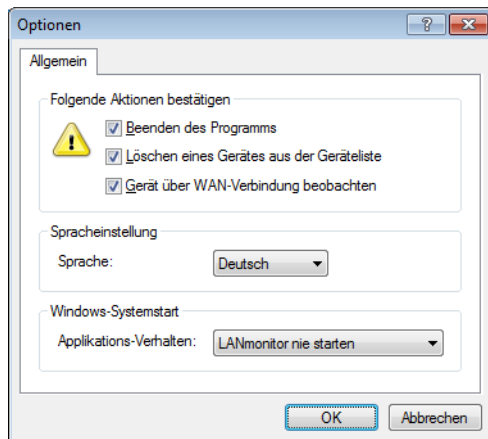 Optionen
Allgemein
Folgende Aktionen bestätigen
Beenden des Programms
Löschen eines Gerätes aus der Geräteliste
Gerät über WAN-Verbindung beobachten
Spracheinstellung
Sprache: Deutsch
Windows-Systemstart
Applikations-Verhalten: LANmonitor nie starten
OK Abbrechen